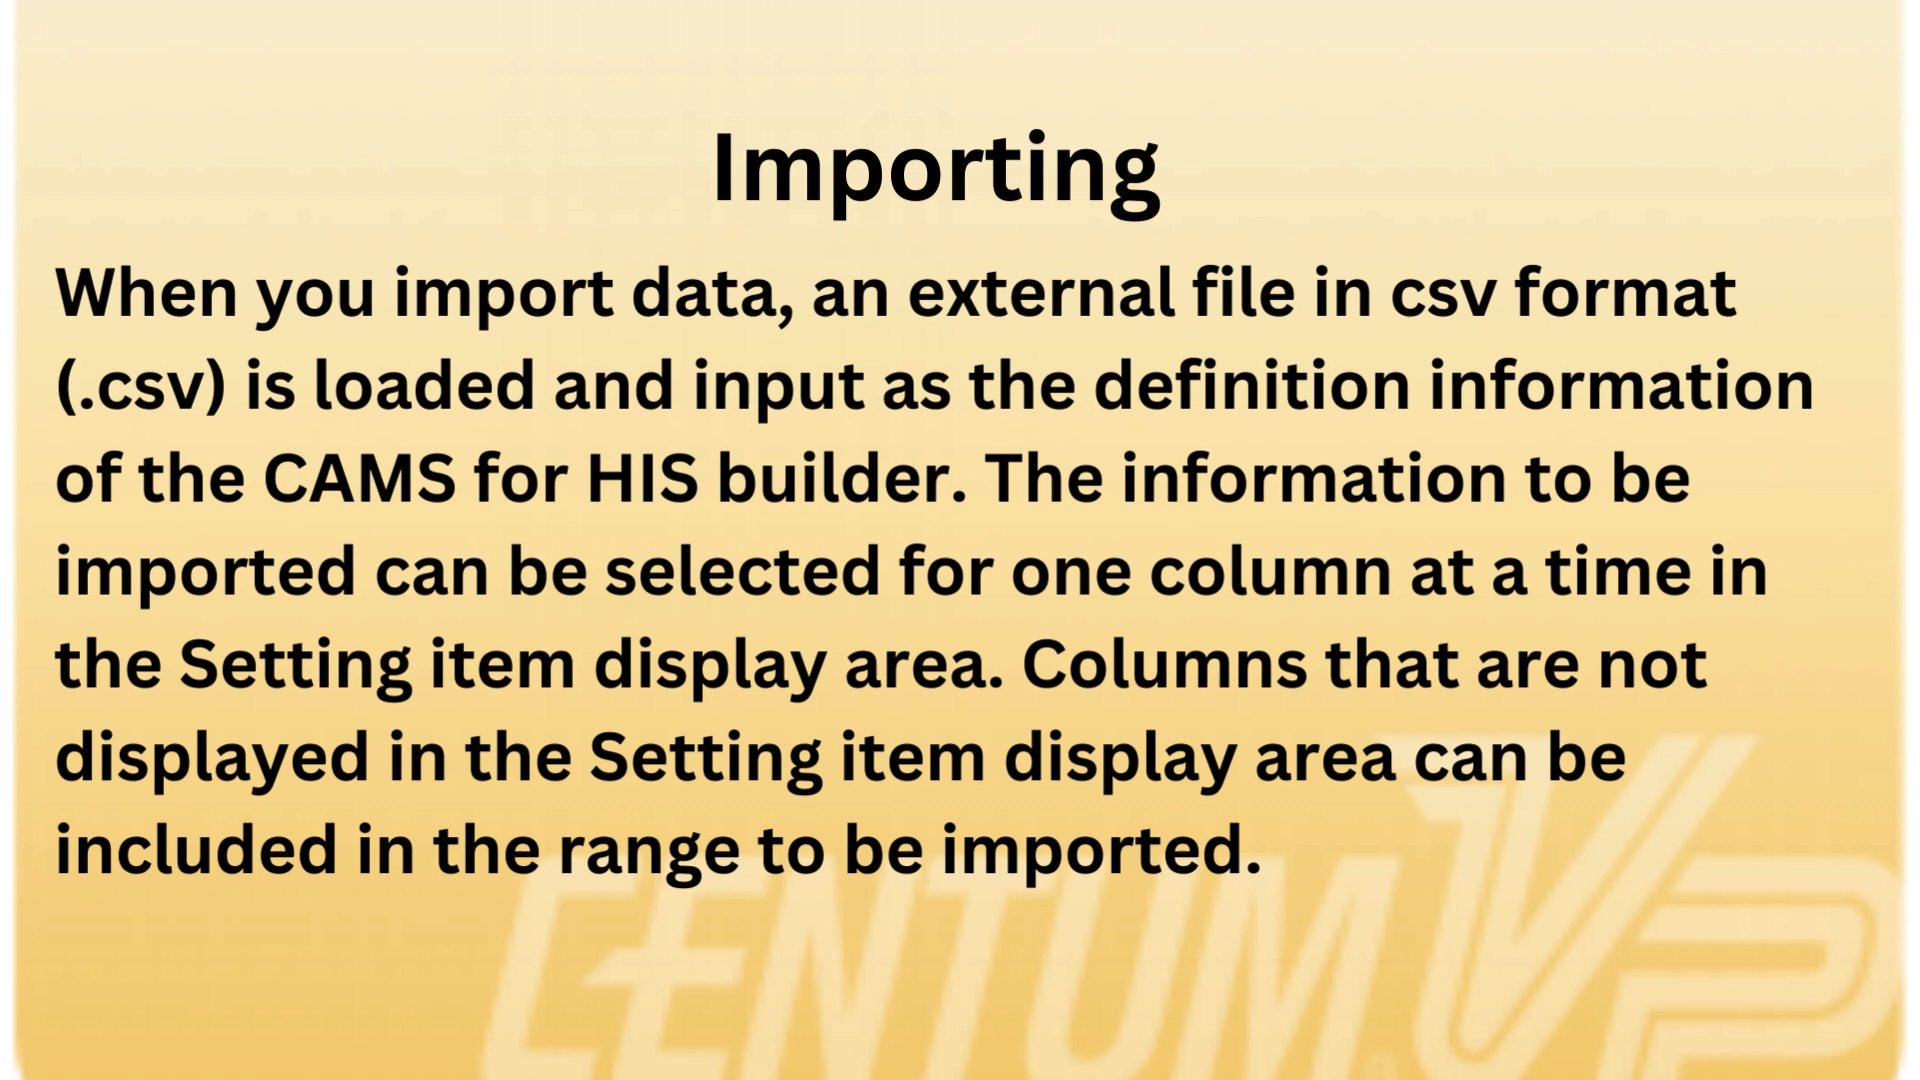 Importing
When you import data, an external file in csv format
(.csv) is loaded and input as the definition information
of the CAMS for HIS builder. The information to be
imported can be selected for one column at a time in
the Setting item display area. Columns that are not
displayed in the Setting item display area can be
included in the range to be imported.
CENTUM VP